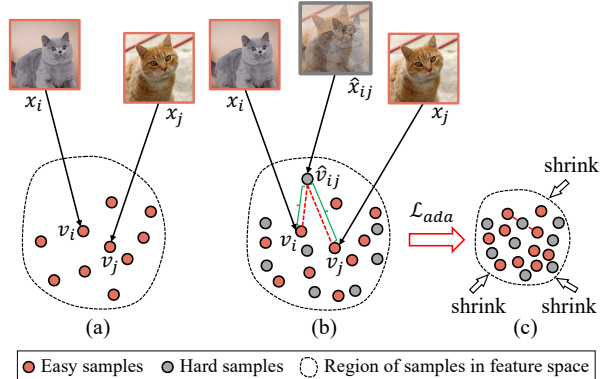 x_i
x_j
x_i
x̂_ij
x_j
v_i
v_j
v̂_ij
v_i
v_j
ℒ_ada
shrink
shrink
shrink
(a)
(b)
(c)
Easy samples
Hard samples
Region of samples in feature space